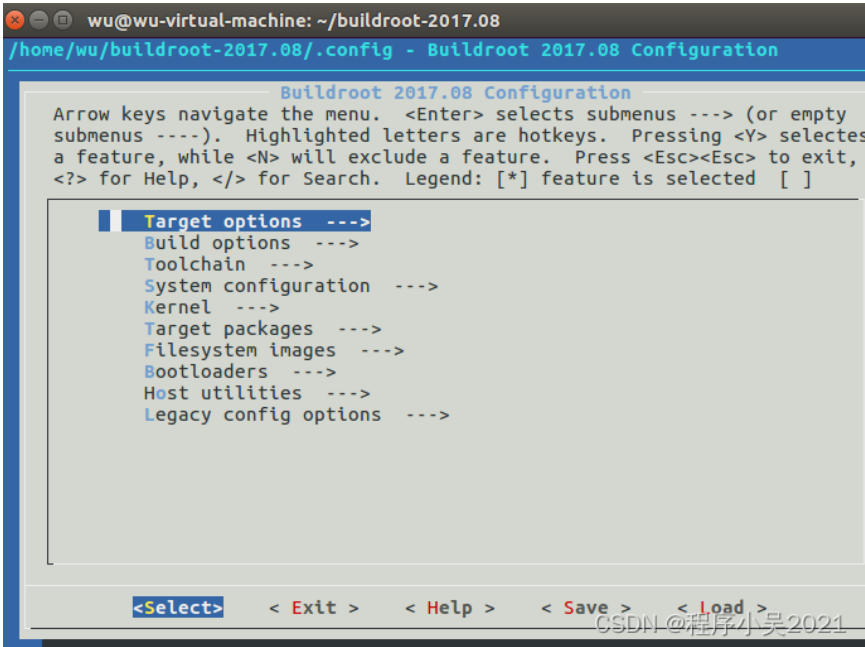 wu@wu-virtual-machine: ~/buildroot-2017.08
/home/wu/buildroot-2017.08/.config - Buildroot 2017.08 Configuration
Buildroot 2017.08 Configuration
Arrow keys navigate the menu.  <Enter> selects submenus ---> (or empty
submenus ----).  Highlighted letters are hotkeys.  Pressing <Y> selectes
a feature, while <N> will exclude a feature.  Press <Esc><Esc> to exit,
<?> for Help, </> for Search.  Legend: [*] feature is selected  [ ]
Target options  --->
Build options  --->
Toolchain  --->
System configuration  --->
Kernel  --->
Target packages  --->
Filesystem images  --->
Bootloaders  --->
Host utilities  --->
Legacy config options  --->
<Select>    < Exit >    < Help >    < Save >    < Load >
CSDN @程序小吴2021